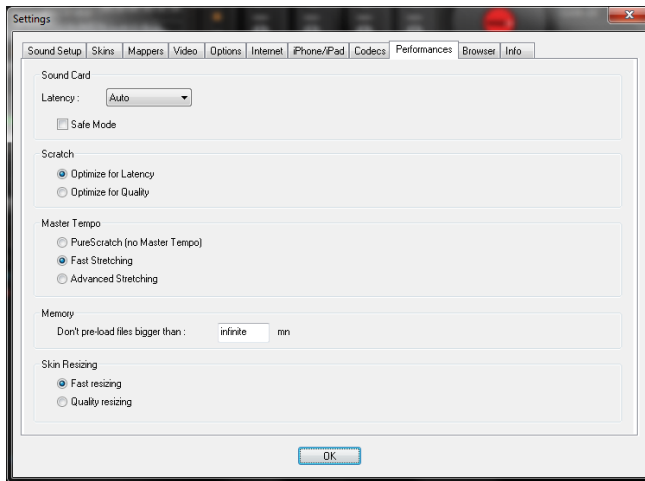 Settings
Sound Setup Skins Mappers Video Options Internet iPhone/iPad Codecs Performances Browser Info
Sound Card
Latency : Auto
Safe Mode
Scratch
Optimize for Latency
Optimize for Quality
Master Tempo
PureScratch (no Master Tempo)
Fast Stretching
Advanced Stretching
Memory
Don't pre-load files bigger than : infinite mn
Skin Resizing
Fast resizing
Quality resizing
OK